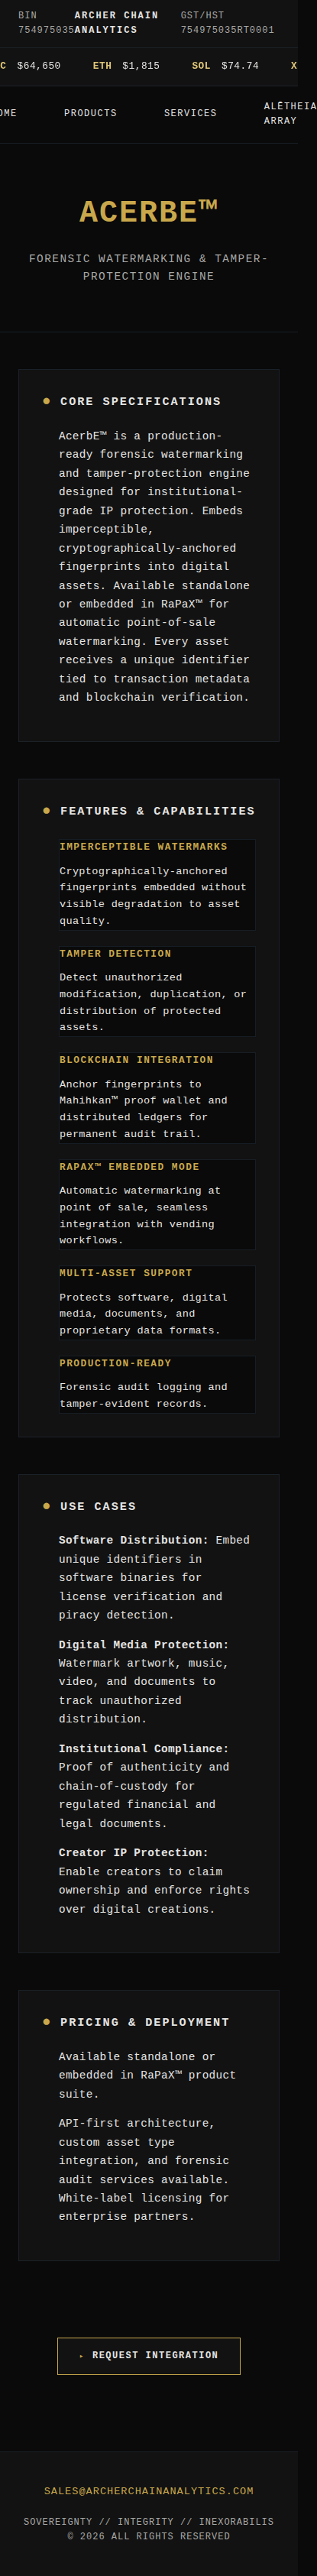 BIN
754975035
ARCHER CHAIN
ANALYTICS
GST/HST
754975035RT0001
C $64,650 ETH $1,815 SOL $74.74 X
OME PRODUCTS SERVICES ALĒTHEIA
ARRAY
ACERBE™
FORENSIC WATERMARKING & TAMPER-
PROTECTION ENGINE
CORE SPECIFICATIONS
AcerbE™ is a production-
ready forensic watermarking
and tamper-protection engine
designed for institutional-
grade IP protection. Embeds
imperceptible,
cryptographically-anchored
fingerprints into digital
assets. Available standalone
or embedded in RaPaX™ for
automatic point-of-sale
watermarking. Every asset
receives a unique identifier
tied to transaction metadata
and blockchain verification.
FEATURES & CAPABILITIES
IMPERCEPTIBLE WATERMARKS
Cryptographically-anchored
fingerprints embedded without
visible degradation to asset
quality.
TAMPER DETECTION
Detect unauthorized
modification, duplication, or
distribution of protected
assets.
BLOCKCHAIN INTEGRATION
Anchor fingerprints to
Mahihkan™ proof wallet and
distributed ledgers for
permanent audit trail.
RAPAX™ EMBEDDED MODE
Automatic watermarking at
point of sale, seamless
integration with vending
workflows.
MULTI-ASSET SUPPORT
Protects software, digital
media, documents, and
proprietary data formats.
PRODUCTION-READY
Forensic audit logging and
tamper-evident records.
USE CASES
Software Distribution: Embed
unique identifiers in
software binaries for
license verification and
piracy detection.
Digital Media Protection:
Watermark artwork, music,
video, and documents to
track unauthorized
distribution.
Institutional Compliance:
Proof of authenticity and
chain-of-custody for
regulated financial and
legal documents.
Creator IP Protection:
Enable creators to claim
ownership and enforce rights
over digital creations.
PRICING & DEPLOYMENT
Available standalone or
embedded in RaPaX™ product
suite.
API-first architecture,
custom asset type
integration, and forensic
audit services available.
White-label licensing for
enterprise partners.
▸ REQUEST INTEGRATION
SALES@ARCHERCHAINANALYTICS.COM
SOVEREIGNTY // INTEGRITY // INEXORABILIS
© 2026 ALL RIGHTS RESERVED